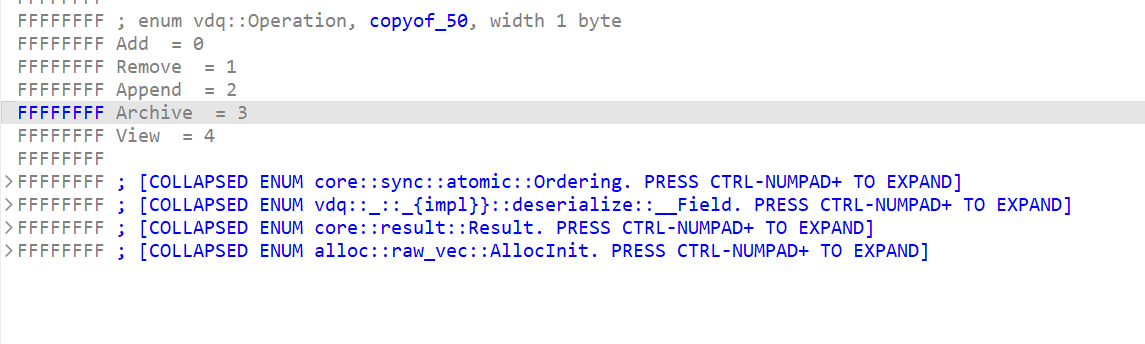 FFFFFFFF ; enum vdq::Operation, copyof_50, width 1 byte
FFFFFFFF Add  = 0
FFFFFFFF Remove  = 1
FFFFFFFF Append  = 2
FFFFFFFF Archive  = 3
FFFFFFFF View  = 4
FFFFFFFF
>FFFFFFFF ; [COLLAPSED ENUM core::sync::atomic::Ordering. PRESS CTRL-NUMPAD+ TO EXPAND]
>FFFFFFFF ; [COLLAPSED ENUM vdq::_::_{impl}}::deserialize::__Field. PRESS CTRL-NUMPAD+ TO EXPAND]
>FFFFFFFF ; [COLLAPSED ENUM core::result::Result. PRESS CTRL-NUMPAD+ TO EXPAND]
>FFFFFFFF ; [COLLAPSED ENUM alloc::raw_vec::AllocInit. PRESS CTRL-NUMPAD+ TO EXPAND]